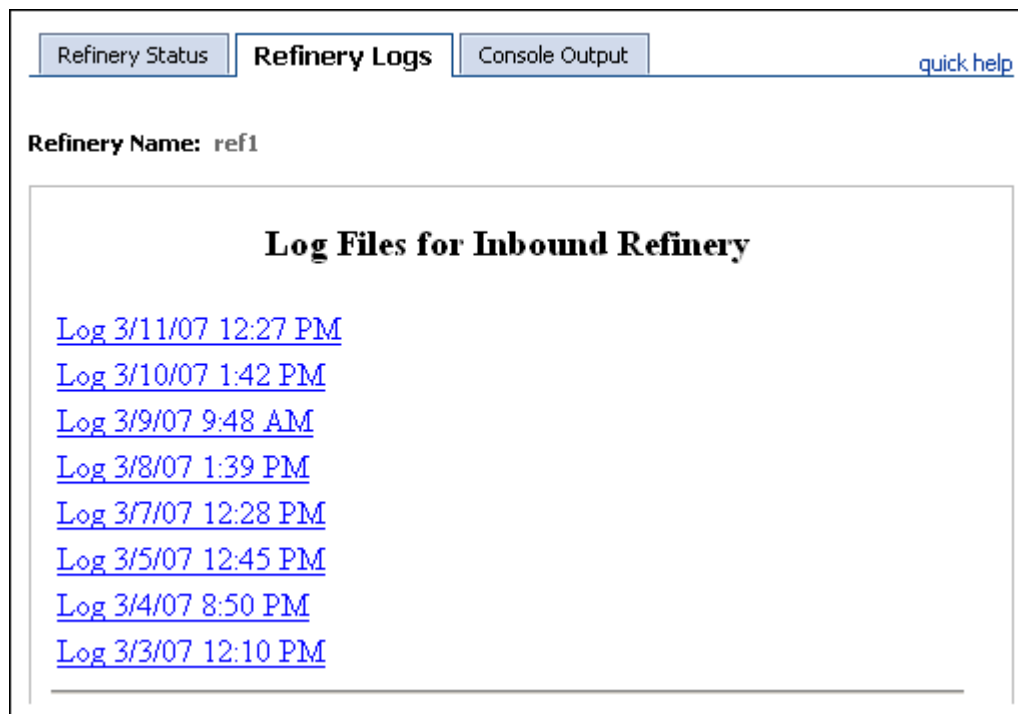 Refinery Status Refinery Logs Console Output quick help
Refinery Name: ref1
Log Files for Inbound Refinery
Log 3/11/07 12:27 PM
Log 3/10/07 1:42 PM
Log 3/9/07 9:48 AM
Log 3/8/07 1:39 PM
Log 3/7/07 12:28 PM
Log 3/5/07 12:45 PM
Log 3/4/07 8:50 PM
Log 3/3/07 12:10 PM